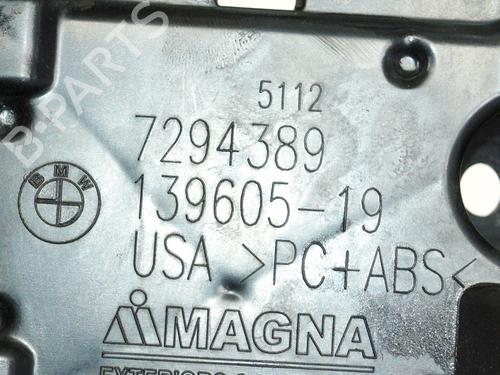 B-PARTS
5112
7294389
BMW
139605-19
USA >PC+ABS<
MAGNA